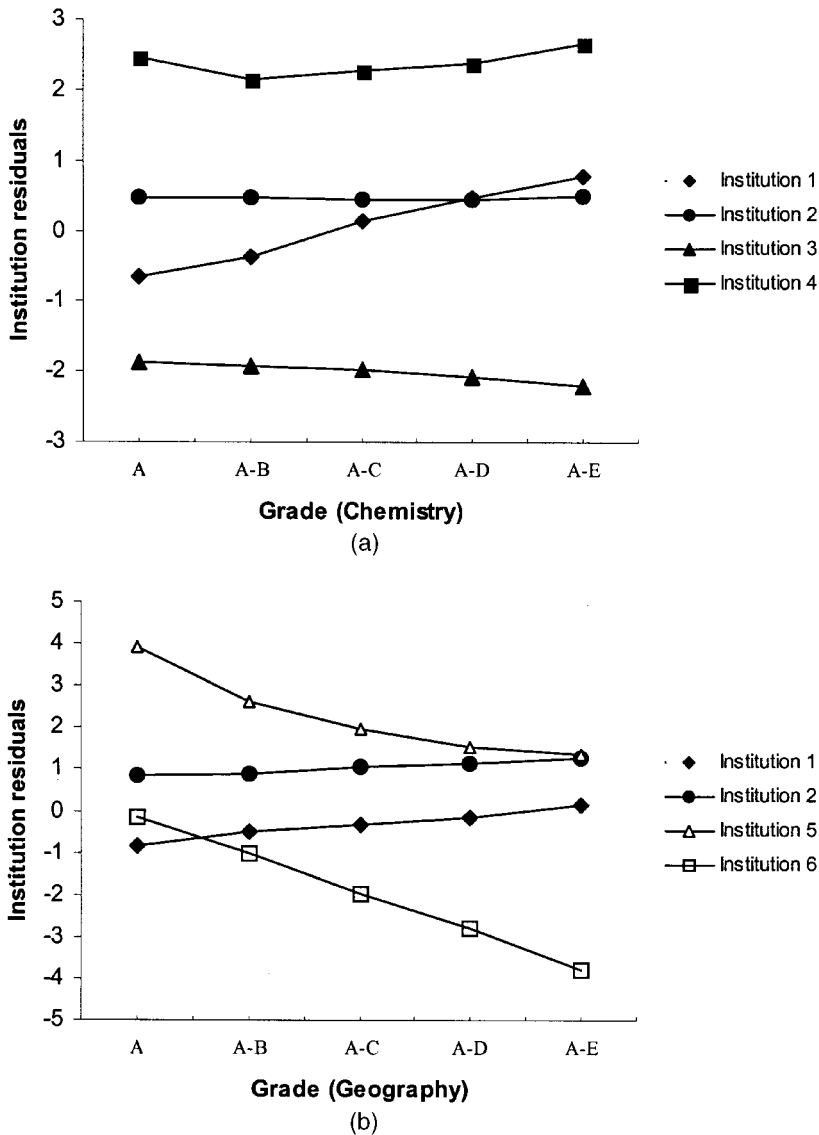 3
2
1
0
-1
-2
-3
Institution residuals
A A-B A-C A-D A-E
Grade (Chemistry)
(a)
Institution 1
Institution 2
Institution 3
Institution 4
5
4
3
2
1
0
-1
-2
-3
-4
-5
Institution residuals
A A-B A-C A-D A-E
Grade (Geography)
(b)
Institution 1
Institution 2
Institution 5
Institution 6